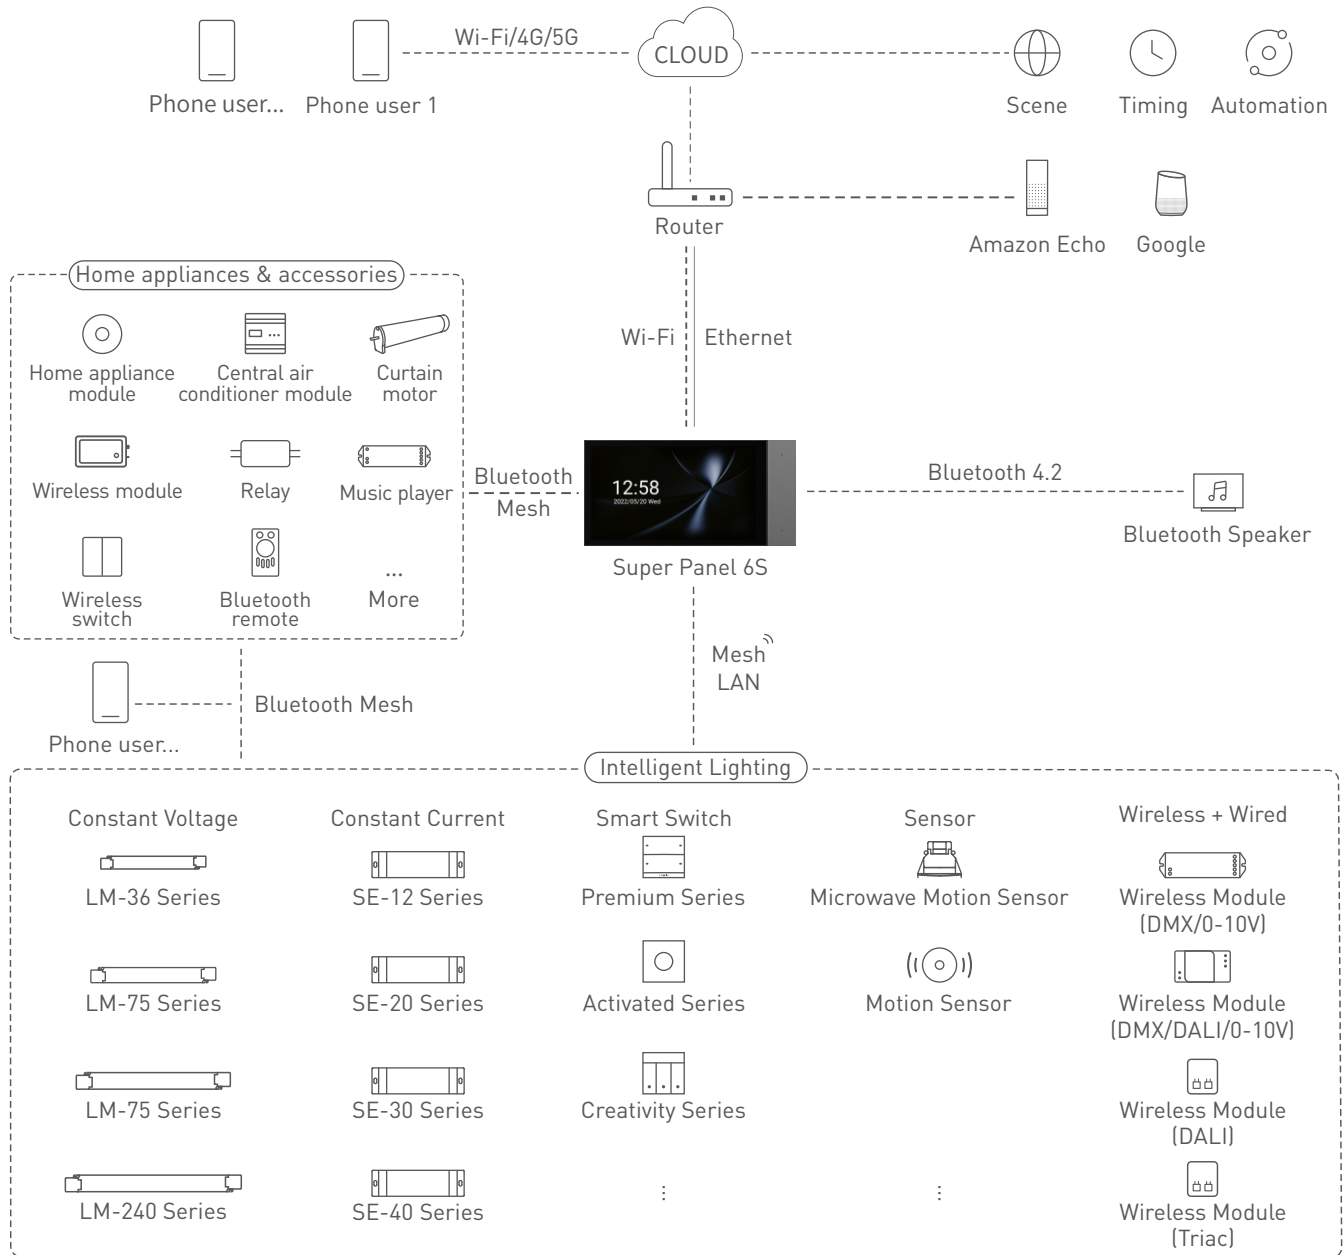 Wi-Fi/4G/5G
CLOUD
Phone user...
Phone user 1
Scene
Timing
Automation
Router
Amazon Echo
Google
Home appliances & accessories
Home appliance
module
Central air
conditioner module
Curtain
motor
Wireless module
Relay
Music player
Wireless
switch
Bluetooth
remote
...
More
Wi-Fi
Ethernet
Bluetooth
Mesh
12:58
2022/05/20 Wed
Super Panel 6S
Bluetooth 4.2
Bluetooth Speaker
Mesh
LAN
Phone user...
Bluetooth Mesh
Intelligent Lighting
Constant Voltage
Constant Current
Smart Switch
Sensor
Wireless + Wired
LM-36 Series
SE-12 Series
Premium Series
Microwave Motion Sensor
Wireless Module
(DMX/0-10V)
LM-75 Series
SE-20 Series
Activated Series
Motion Sensor
Wireless Module
(DMX/DALI/0-10V)
LM-75 Series
SE-30 Series
Creativity Series
Wireless Module
(DALI)
LM-240 Series
SE-40 Series
⋮
⋮
Wireless Module
(Triac)